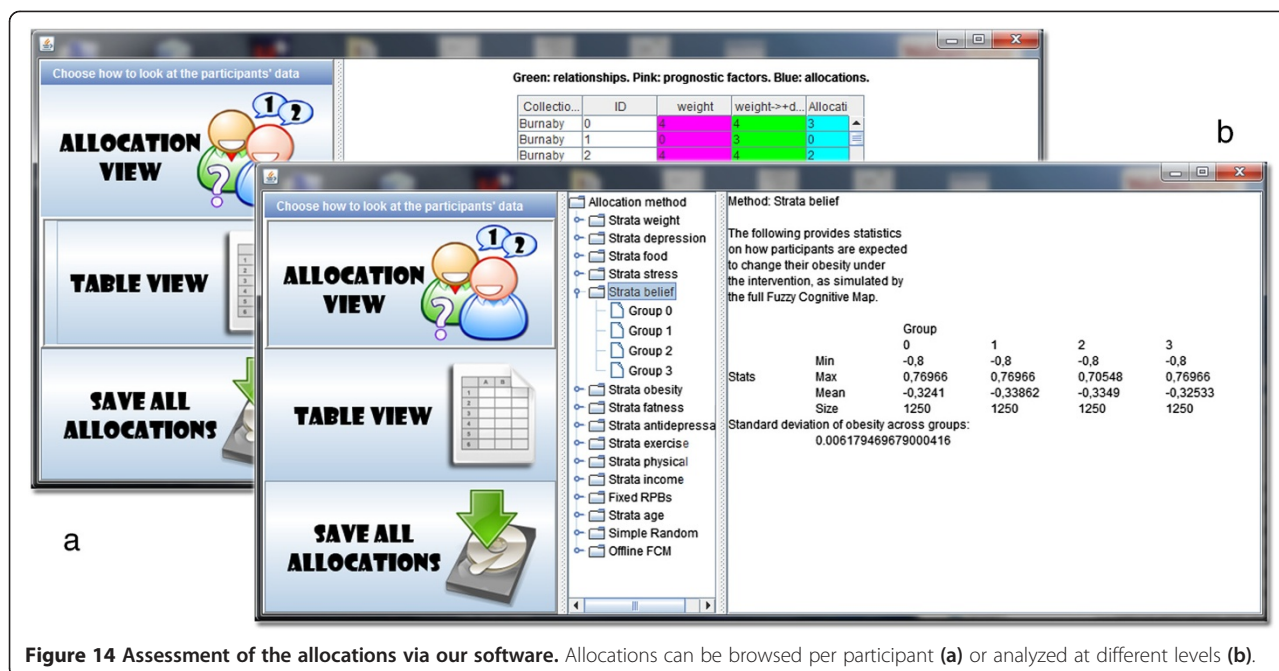 Choose how to look at the participants' data
ALLOCATION
VIEW
1 2
?
TABLE VIEW
SAVE ALL
ALLOCATIONS
Green: relationships. Pink: prognostic factors. Blue: allocations.
Collectio... ID weight weight->+d... Allocati
Burnaby 0 4 4 3
Burnaby 1 0 3 0
Burnaby 2 4 4 2
a
b
Choose how to look at the participants' data
ALLOCATION
VIEW
1 2
?
TABLE VIEW
A B
1
2
3
4
5
6
SAVE ALL
ALLOCATIONS
Allocation method
Strata weight
Strata depression
Strata food
Strata stress
Strata belief
Group 0
Group 1
Group 2
Group 3
Strata obesity
Strata fatness
Strata antidepressa
Strata exercise
Strata physical
Strata income
Fixed RPBs
Strata age
Simple Random
Offline FCM
Method: Strata belief
The following provides statistics
on how participants are expected
to change their obesity under
the intervention, as simulated by
the full Fuzzy Cognitive Map.
Group
0 1 2 3
Min -0,8 -0,8 -0,8 -0,8
Stats Max 0,76966 0,76966 0,70548 0,76966
Mean -0,3241 -0,33862 -0,3349 -0,32533
Size 1250 1250 1250 1250
Standard deviation of obesity across groups:
0.006179469679000416
Figure 14 Assessment of the allocations via our software. Allocations can be browsed per participant (a) or analyzed at different levels (b).